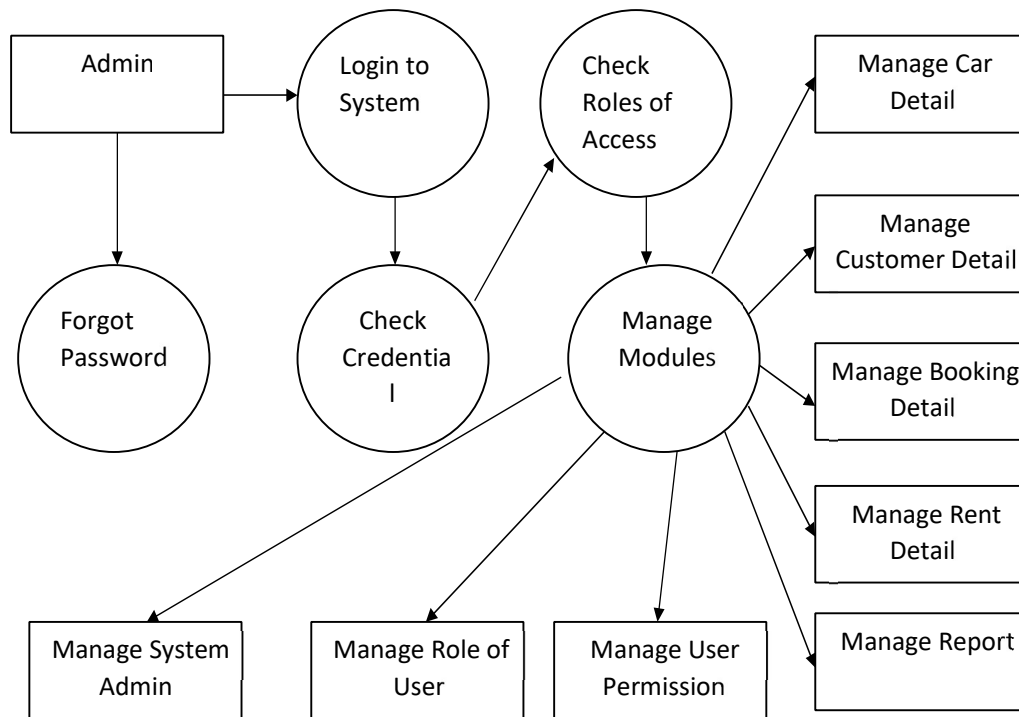 Admin
Login to
System
Check
Roles of
Access
Manage Car
Detail
Manage
Customer Detail
Forgot
Password
Check
Credentia
l
Manage
Modules
Manage Booking
Detail
Manage Rent
Detail
Manage System
Admin
Manage Role of
User
Manage User
Permission
Manage Report